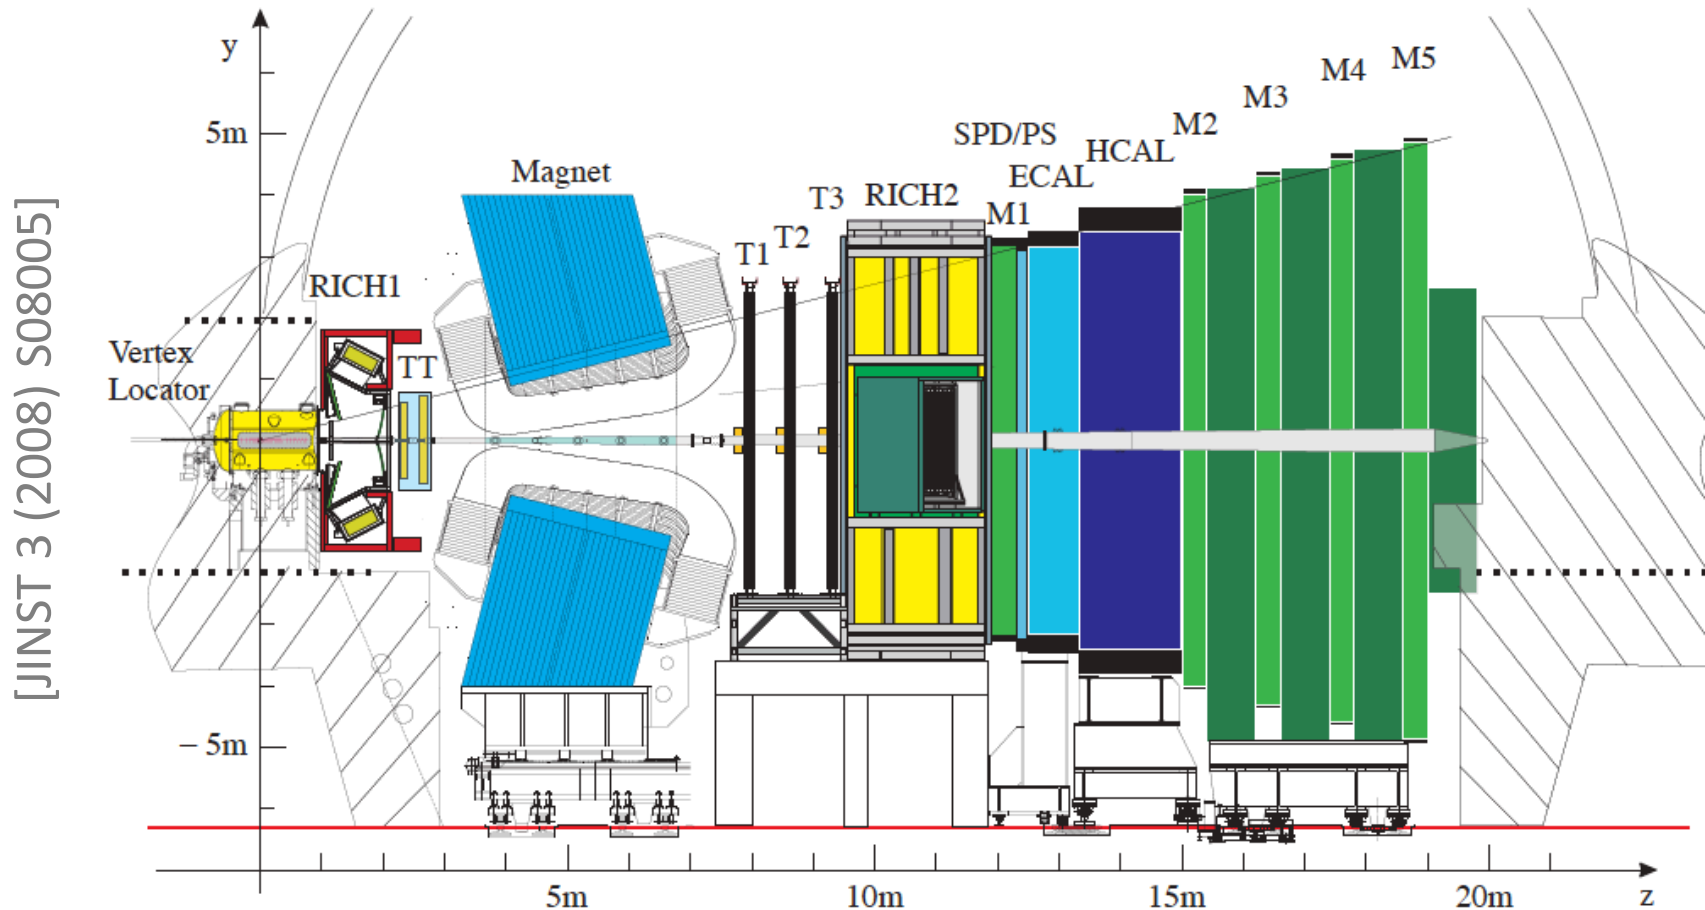 [JINST 3 (2008) S08005]
y
5m
− 5m
Vertex
Locator
RICH1
TT
Magnet
T1
T2
T3
RICH2
M1
SPD/PS
ECAL
HCAL
M2
M3
M4
M5
5m
10m
15m
20m
z